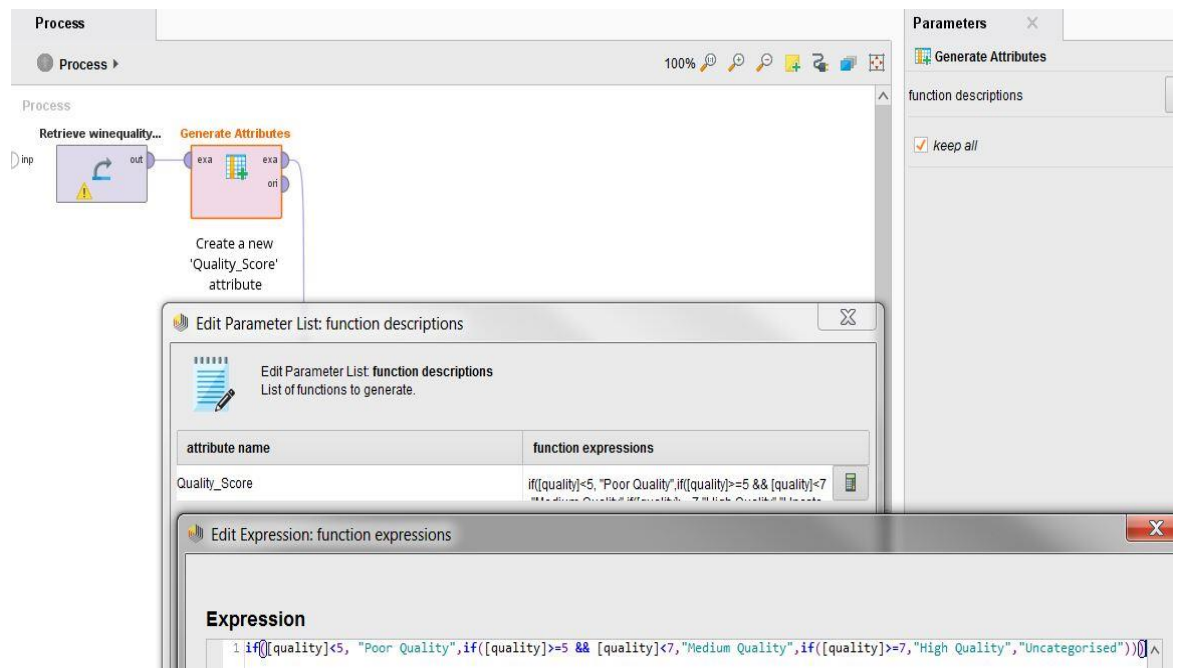 Process
Parameters
Process
100%
Generate Attributes
Process
function descriptions
Retrieve winequality...
Generate Attributes
inp
out
exa
exa
ori
keep all
Create a new
'Quality_Score'
attribute
Edit Parameter List: function descriptions
Edit Parameter List: function descriptions
List of functions to generate.
attribute name
function expressions
Quality_Score
if([quality]<5, "Poor Quality",if([quality]>=5 && [quality]<7
Edit Expression: function expressions
Expression
1 if([quality]<5, "Poor Quality",if([quality]>=5 && [quality]<7,"Medium Quality",if([quality]>=7,"High Quality","Uncategorised")))